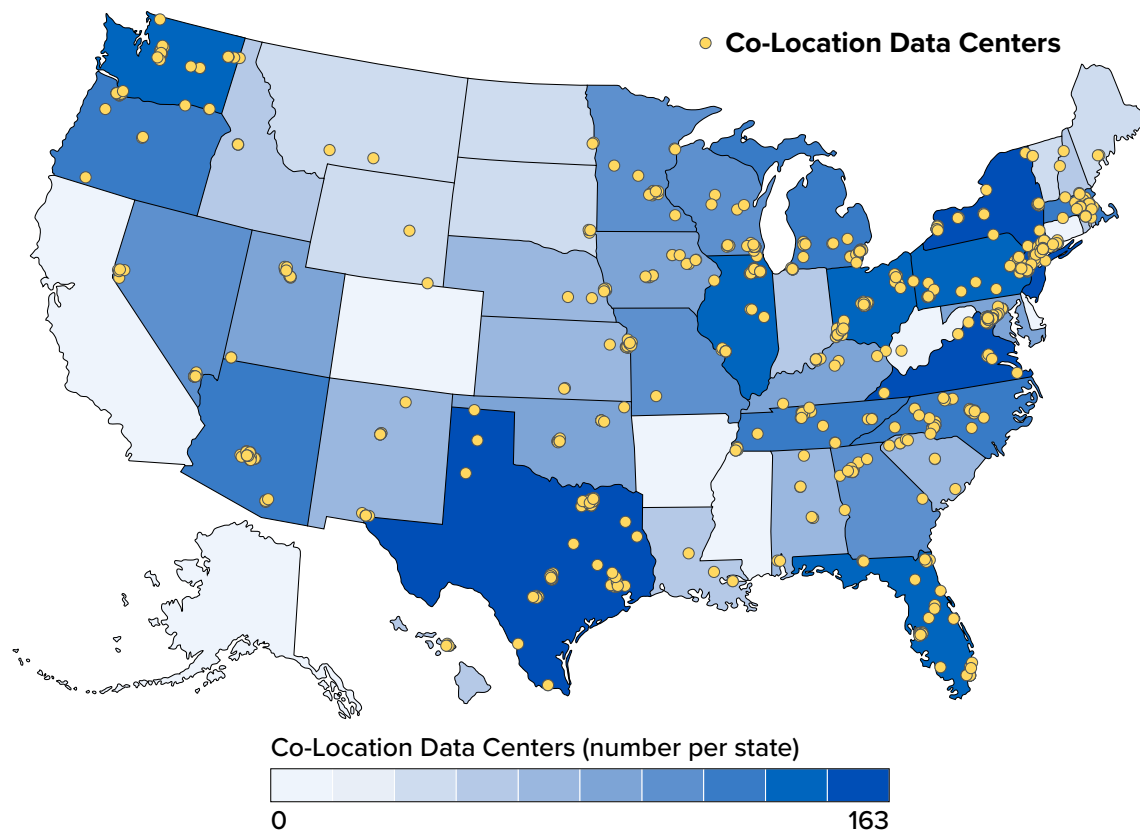 Co-Location Data Centers
Co-Location Data Centers (number per state)
0 163